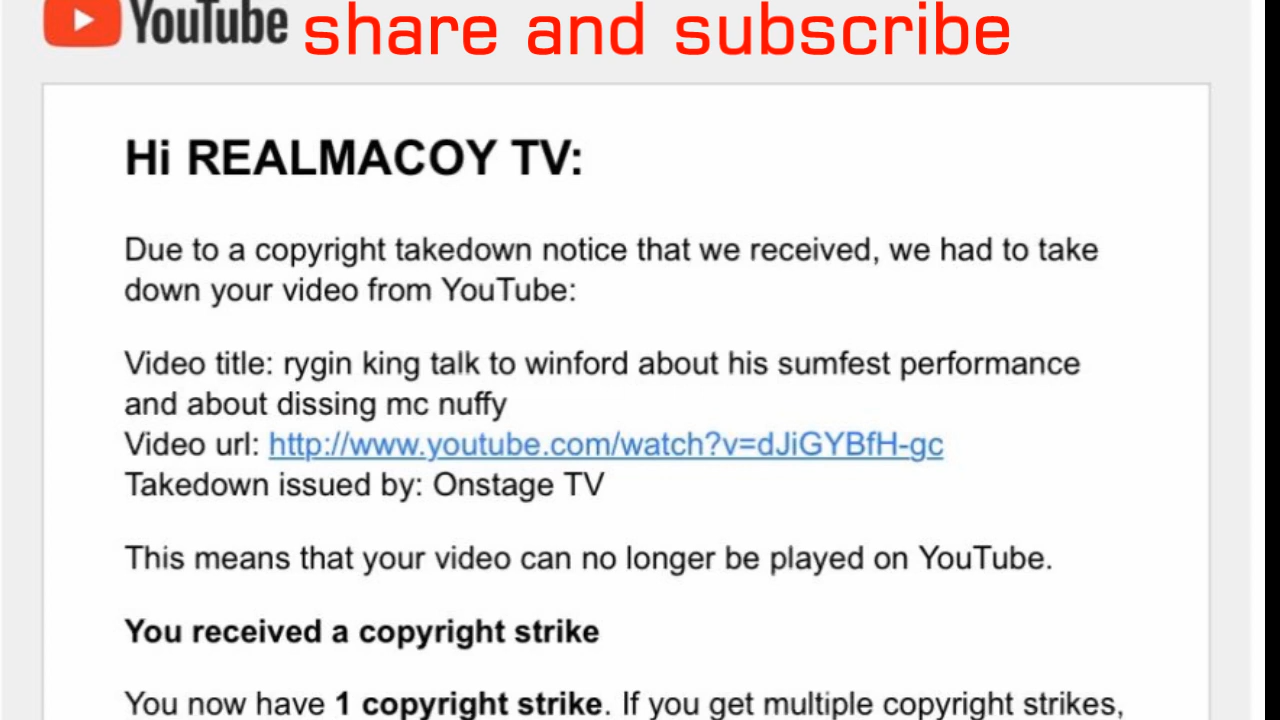 YouTube share and subscribe
Hi REALMACOY TV:
Due to a copyright takedown notice that we received, we had to take
down your video from YouTube:
Video title: rygin king talk to winford about his sumfest performance
and about dissing mc nuffy
Video url: http://www.youtube.com/watch?v=dJiGYBfH-gc
Takedown issued by: Onstage TV
This means that your video can no longer be played on YouTube.
You received a copyright strike
You now have 1 copyright strike. If you get multiple copyright strikes,